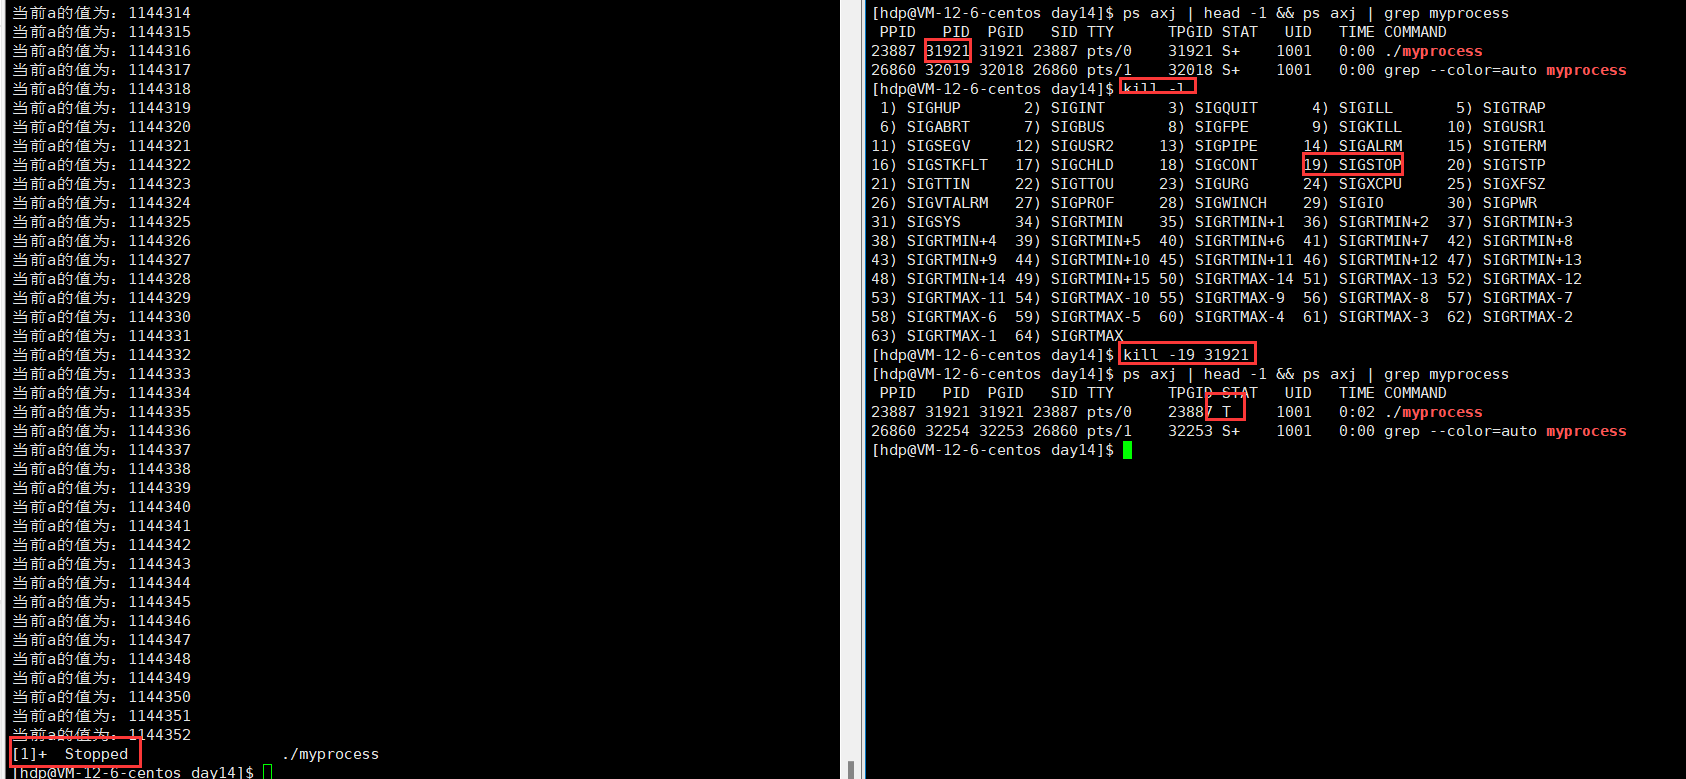 当前a的值为：1144314
当前a的值为：1144315
当前a的值为：1144316
当前a的值为：1144317
当前a的值为：1144318
当前a的值为：1144319
当前a的值为：1144320
当前a的值为：1144321
当前a的值为：1144322
当前a的值为：1144323
当前a的值为：1144324
当前a的值为：1144325
当前a的值为：1144326
当前a的值为：1144327
当前a的值为：1144328
当前a的值为：1144329
当前a的值为：1144330
当前a的值为：1144331
当前a的值为：1144332
当前a的值为：1144333
当前a的值为：1144334
当前a的值为：1144335
当前a的值为：1144336
当前a的值为：1144337
当前a的值为：1144338
当前a的值为：1144339
当前a的值为：1144340
当前a的值为：1144341
当前a的值为：1144342
当前a的值为：1144343
当前a的值为：1144344
当前a的值为：1144345
当前a的值为：1144346
当前a的值为：1144347
当前a的值为：1144348
当前a的值为：1144349
当前a的值为：1144350
当前a的值为：1144351
当前a的值为：1144352
[1]+  Stopped                 ./myprocess
[hdp@VM-12-6-centos day14]$
[hdp@VM-12-6-centos day14]$ ps axj | head -1 && ps axj | grep myprocess
 PPID   PID  PGID   SID TTY      TPGID STAT   UID   TIME COMMAND
23887 31921 31921 23887 pts/0    31921 S+    1001   0:00 ./myprocess
26860 32019 32018 26860 pts/1    32018 S+    1001   0:00 grep --color=auto myprocess
[hdp@VM-12-6-centos day14]$ kill -l
 1) SIGHUP       2) SIGINT       3) SIGQUIT      4) SIGILL       5) SIGTRAP
 6) SIGABRT      7) SIGBUS       8) SIGFPE       9) SIGKILL     10) SIGUSR1
11) SIGSEGV     12) SIGUSR2     13) SIGPIPE     14) SIGALRM     15) SIGTERM
16) SIGSTKFLT   17) SIGCHLD     18) SIGCONT     19) SIGSTOP     20) SIGTSTP
21) SIGTTIN     22) SIGTTOU     23) SIGURG      24) SIGXCPU     25) SIGXFSZ
26) SIGVTALRM   27) SIGPROF     28) SIGWINCH    29) SIGIO       30) SIGPWR
31) SIGSYS      34) SIGRTMIN    35) SIGRTMIN+1  36) SIGRTMIN+2  37) SIGRTMIN+3
38) SIGRTMIN+4  39) SIGRTMIN+5  40) SIGRTMIN+6  41) SIGRTMIN+7  42) SIGRTMIN+8
43) SIGRTMIN+9  44) SIGRTMIN+10 45) SIGRTMIN+11 46) SIGRTMIN+12 47) SIGRTMIN+13
48) SIGRTMIN+14 49) SIGRTMIN+15 50) SIGRTMAX-14 51) SIGRTMAX-13 52) SIGRTMAX-12
53) SIGRTMAX-11 54) SIGRTMAX-10 55) SIGRTMAX-9  56) SIGRTMAX-8  57) SIGRTMAX-7
58) SIGRTMAX-6  59) SIGRTMAX-5  60) SIGRTMAX-4  61) SIGRTMAX-3  62) SIGRTMAX-2
63) SIGRTMAX-1  64) SIGRTMAX
[hdp@VM-12-6-centos day14]$ kill -19 31921
[hdp@VM-12-6-centos day14]$ ps axj | head -1 && ps axj | grep myprocess
 PPID   PID  PGID   SID TTY      TPGID STAT   UID   TIME COMMAND
23887 31921 31921 23887 pts/0    23887 T     1001   0:02 ./myprocess
26860 32254 32253 26860 pts/1    32253 S+    1001   0:00 grep --color=auto myprocess
[hdp@VM-12-6-centos day14]$